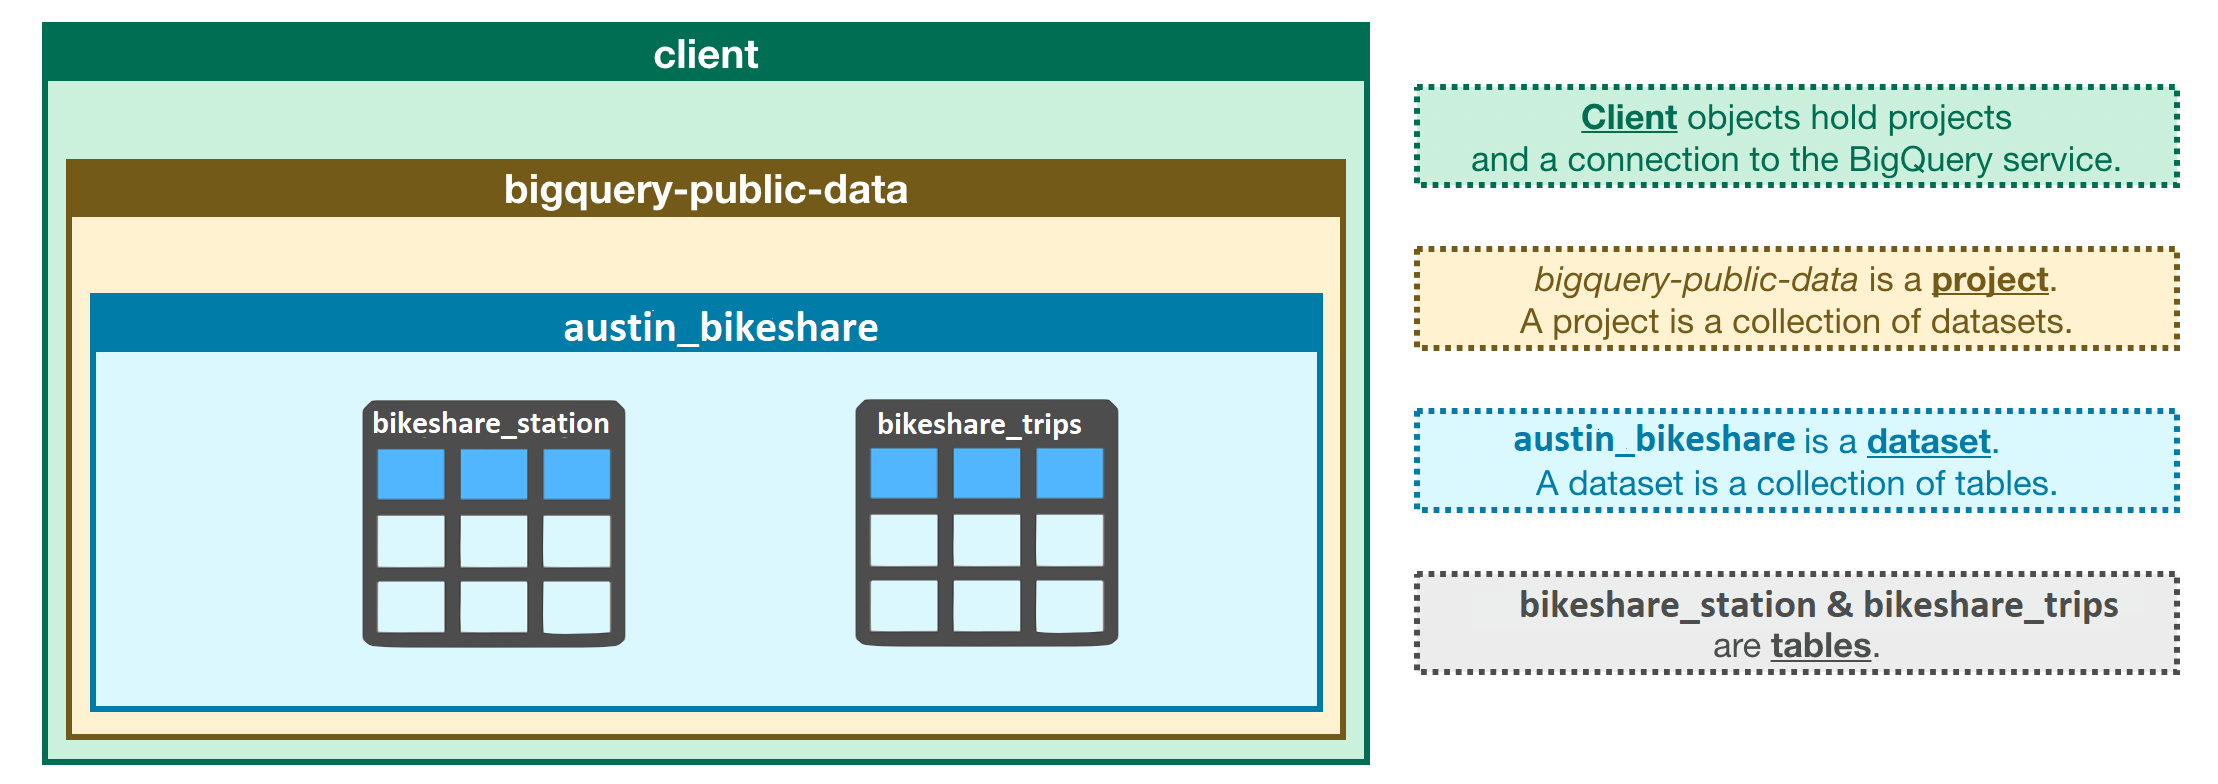 client
bigquery-public-data
austin_bikeshare
bikeshare_station
bikeshare_trips
Client objects hold projects
and a connection to the BigQuery service.
bigquery-public-data is a project.
A project is a collection of datasets.
austin_bikeshare is a dataset.
A dataset is a collection of tables.
bikeshare_station & bikeshare_trips
are tables.